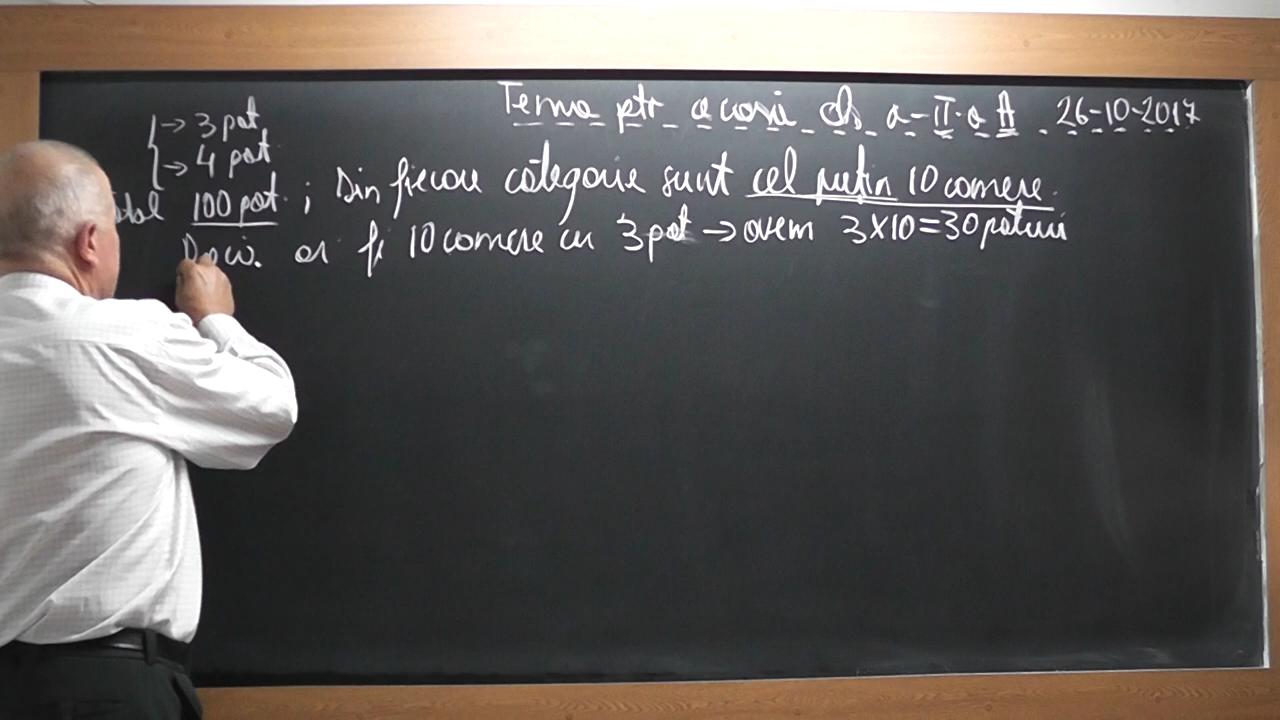 Tema ptr acasă cls a-II-a A 26-10-2017
→ 3 pat
→ 4 pat
100 pat. ; Din fiecare categorie sunt cel puțin 10 camere.
Dacă ar fi 10 camere cu 3 pat → avem 3X10=30 paturi